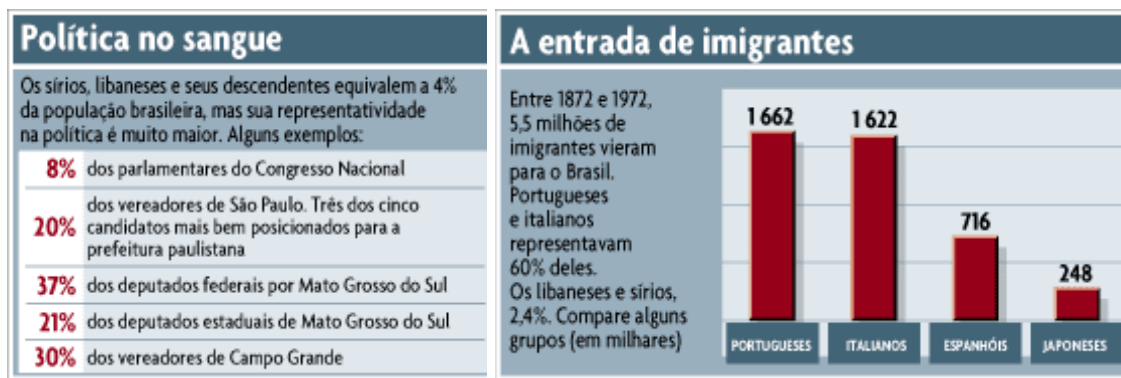 Política no sangue
Os sírios, libaneses e seus descendentes equivalem a 4%
da população brasileira, mas sua representatividade
na política é muito maior. Alguns exemplos:
8% dos parlamentares do Congresso Nacional
dos vereadores de São Paulo. Três dos cinco
20% candidatos mais bem posicionados para a
prefeitura paulistana
37% dos deputados federais por Mato Grosso do Sul
21% dos deputados estaduais de Mato Grosso do Sul
30% dos vereadores de Campo Grande
A entrada de imigrantes
Entre 1872 e 1972,
5,5 milhões de
imigrantes vieram
para o Brasil.
Portugueses
e italianos
representavam
60% deles.
Os libaneses e sírios,
2,4%. Compare alguns
grupos (em milhares)
1 662
1 622
716
248
PORTUGUESES
ITALIANOS
ESPANHÓIS
JAPONESES